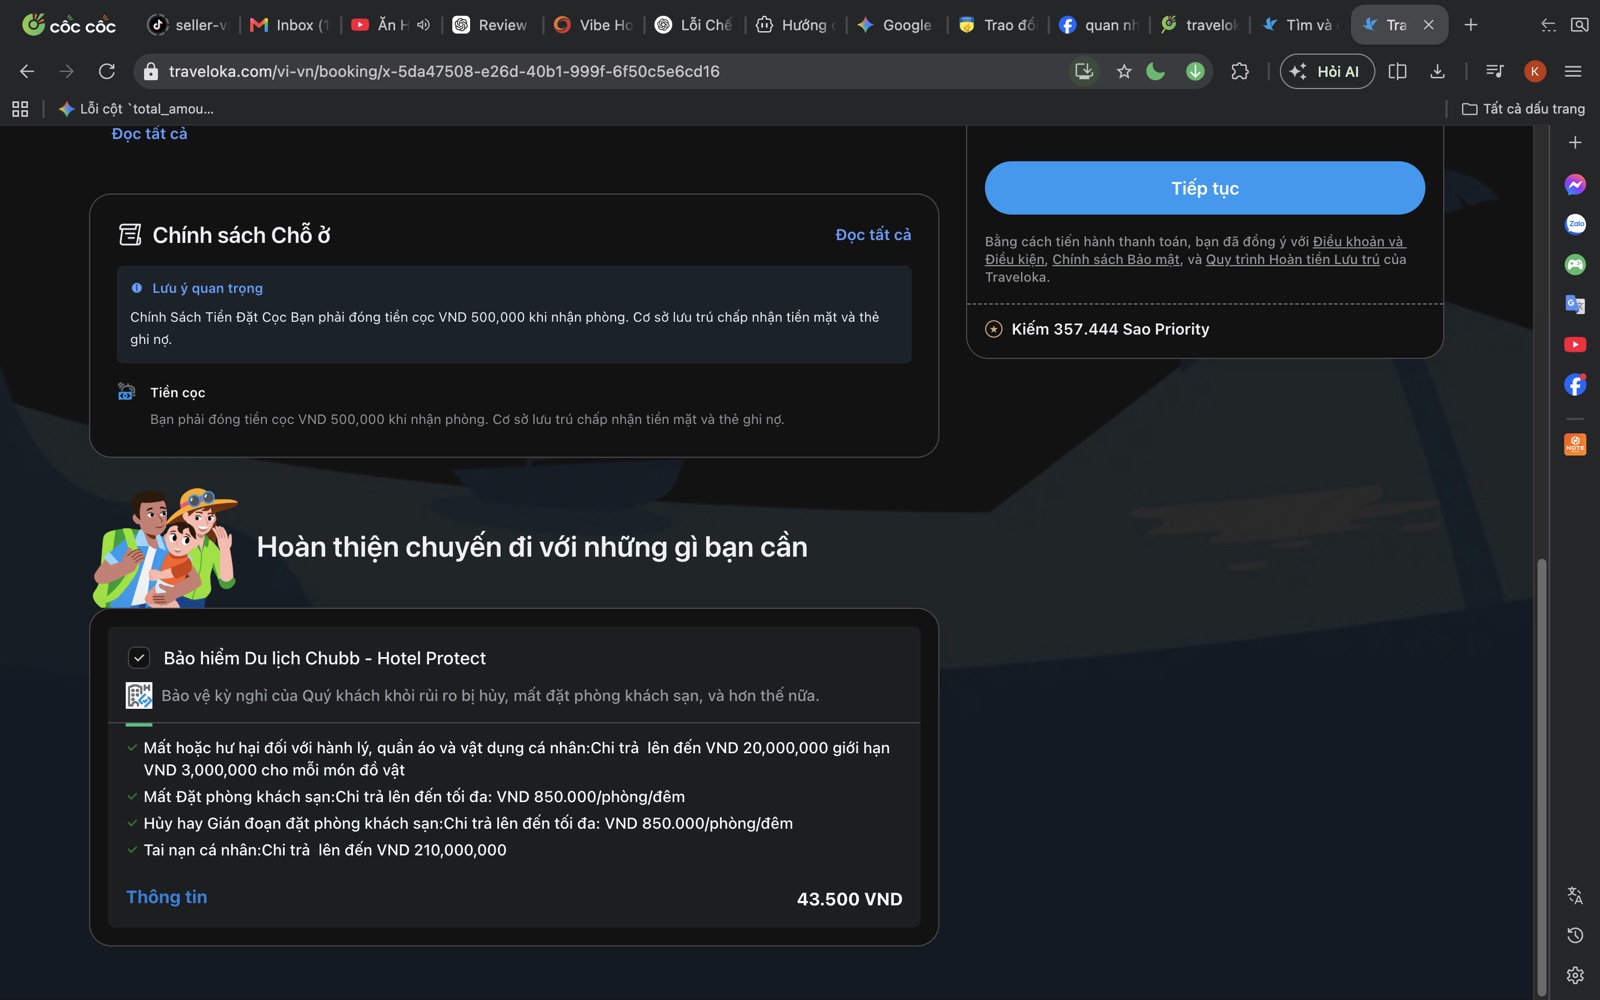 cốc cốc
seller-v
Inbox (1
Ăn H
Review
Vibe Ho
Lỗi Chế
Hướng
Google
Trao đổ
quan nh
travelok
Tìm và
Tra
traveloka.com/vi-vn/booking/x-5da47508-e26d-40b1-999f-6f50c5e6cd16
Hỏi AI
K
Lỗi cột `total_amou...
Tất cả dấu trang
Đọc tất cả
Tiếp tục
Chính sách Chỗ ở
Đọc tất cả
Bằng cách tiến hành thanh toán, bạn đã đồng ý với Điều khoản và
Điều kiện, Chính sách Bảo mật, và Quy trình Hoàn tiền Lưu trú của
Traveloka.
Lưu ý quan trọng
Chính Sách Tiền Đặt Cọc Bạn phải đóng tiền cọc VND 500,000 khi nhận phòng. Cơ sở lưu trú chấp nhận tiền mặt và thẻ
ghi nợ.
Kiếm 357.444 Sao Priority
Tiền cọc
Bạn phải đóng tiền cọc VND 500,000 khi nhận phòng. Cơ sở lưu trú chấp nhận tiền mặt và thẻ ghi nợ.
Zalo
NOTE
Hoàn thiện chuyến đi với những gì bạn cần
Bảo hiểm Du lịch Chubb - Hotel Protect
Bảo vệ kỳ nghỉ của Quý khách khỏi rủi ro bị hủy, mất đặt phòng khách sạn, và hơn thế nữa.
Mất hoặc hư hại đối với hành lý, quần áo và vật dụng cá nhân:Chi trả lên đến VND 20,000,000 giới hạn
VND 3,000,000 cho mỗi món đồ vật
Mất Đặt phòng khách sạn:Chi trả lên đến tối đa: VND 850.000/phòng/đêm
Hủy hay Gián đoạn đặt phòng khách sạn:Chi trả lên đến tối đa: VND 850.000/phòng/đêm
Tai nạn cá nhân:Chi trả lên đến VND 210,000,000
Thông tin
43.500 VND